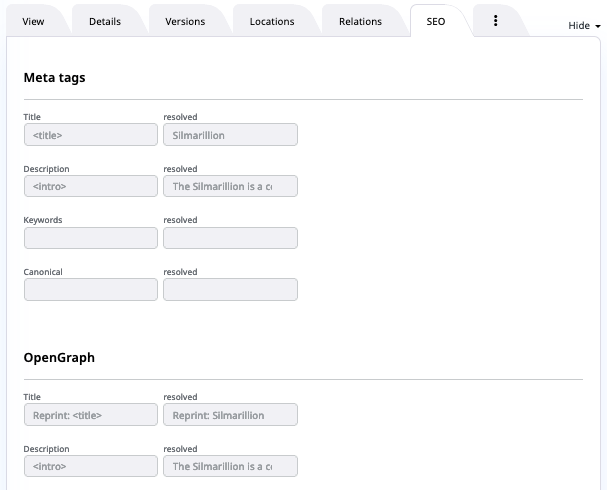 View Details Versions Locations Relations SEO Hide
Meta tags
Title resolved
<title> Silmarillion
Description resolved
<intro> The Silmarillion is a
Keywords resolved
Canonical resolved
OpenGraph
Title resolved
Reprint: <title> Reprint: Silmarillion
Description resolved
<intro> The Silmarillion is a